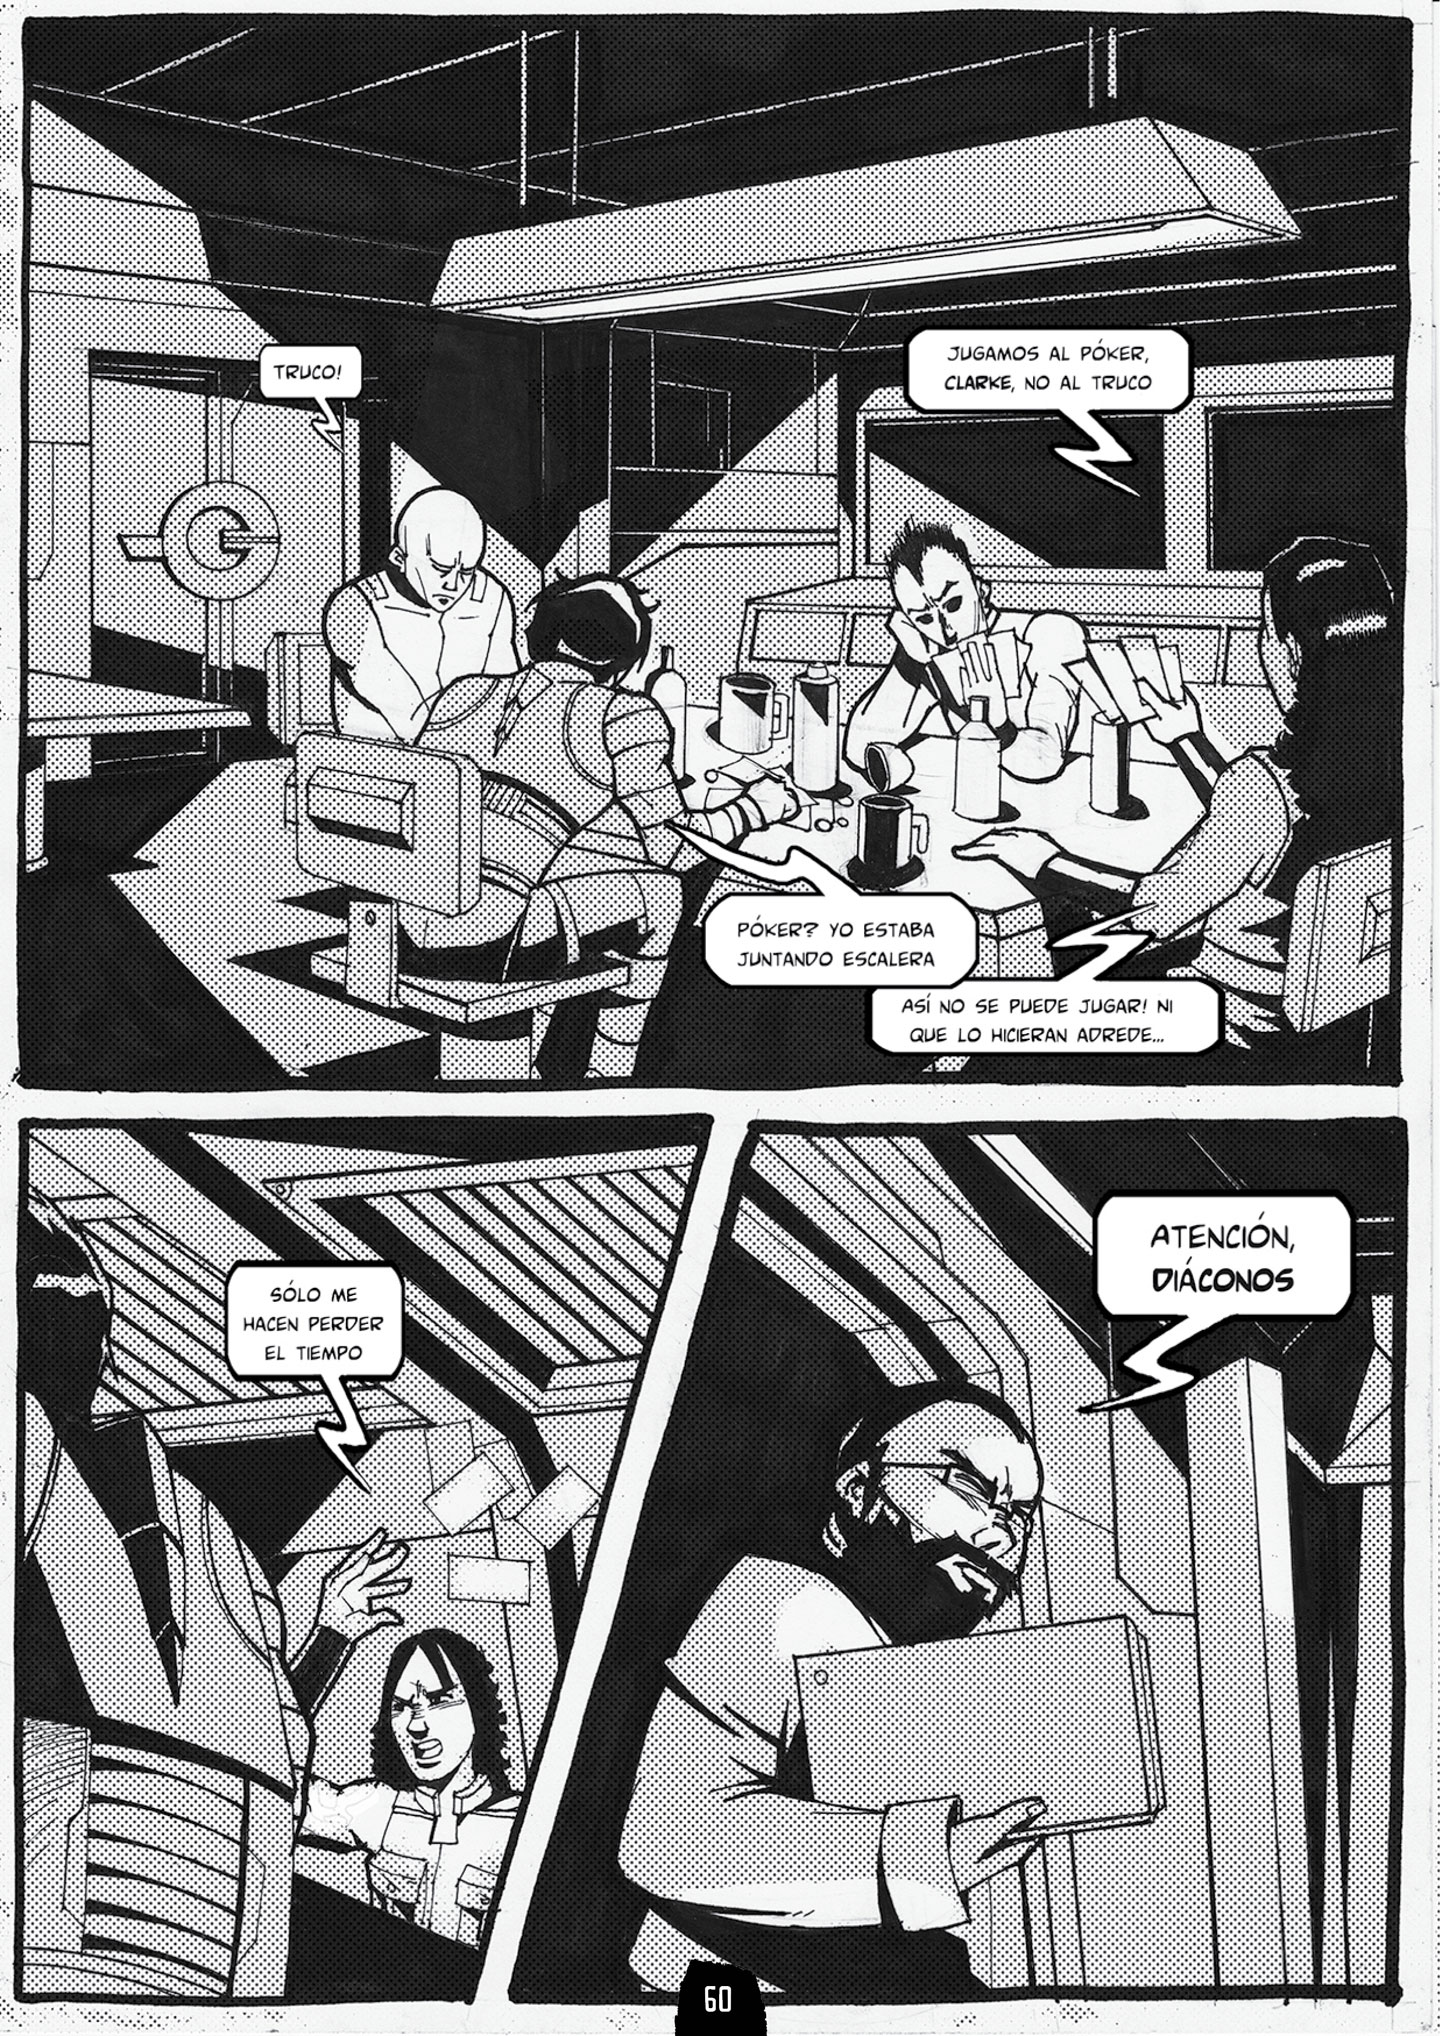 TRUCO!
JUGAMOS AL PÓKER,
CLARKE, NO AL TRUCO
PÓKER? YO ESTABA
JUNTANDO ESCALERA
ASÍ NO SE PUEDE JUGAR! NI
QUE LO HICIERAN ADREDE...
SÓLO ME
HACEN PERDER
EL TIEMPO
ATENCIÓN,
DIÁCONOS
60